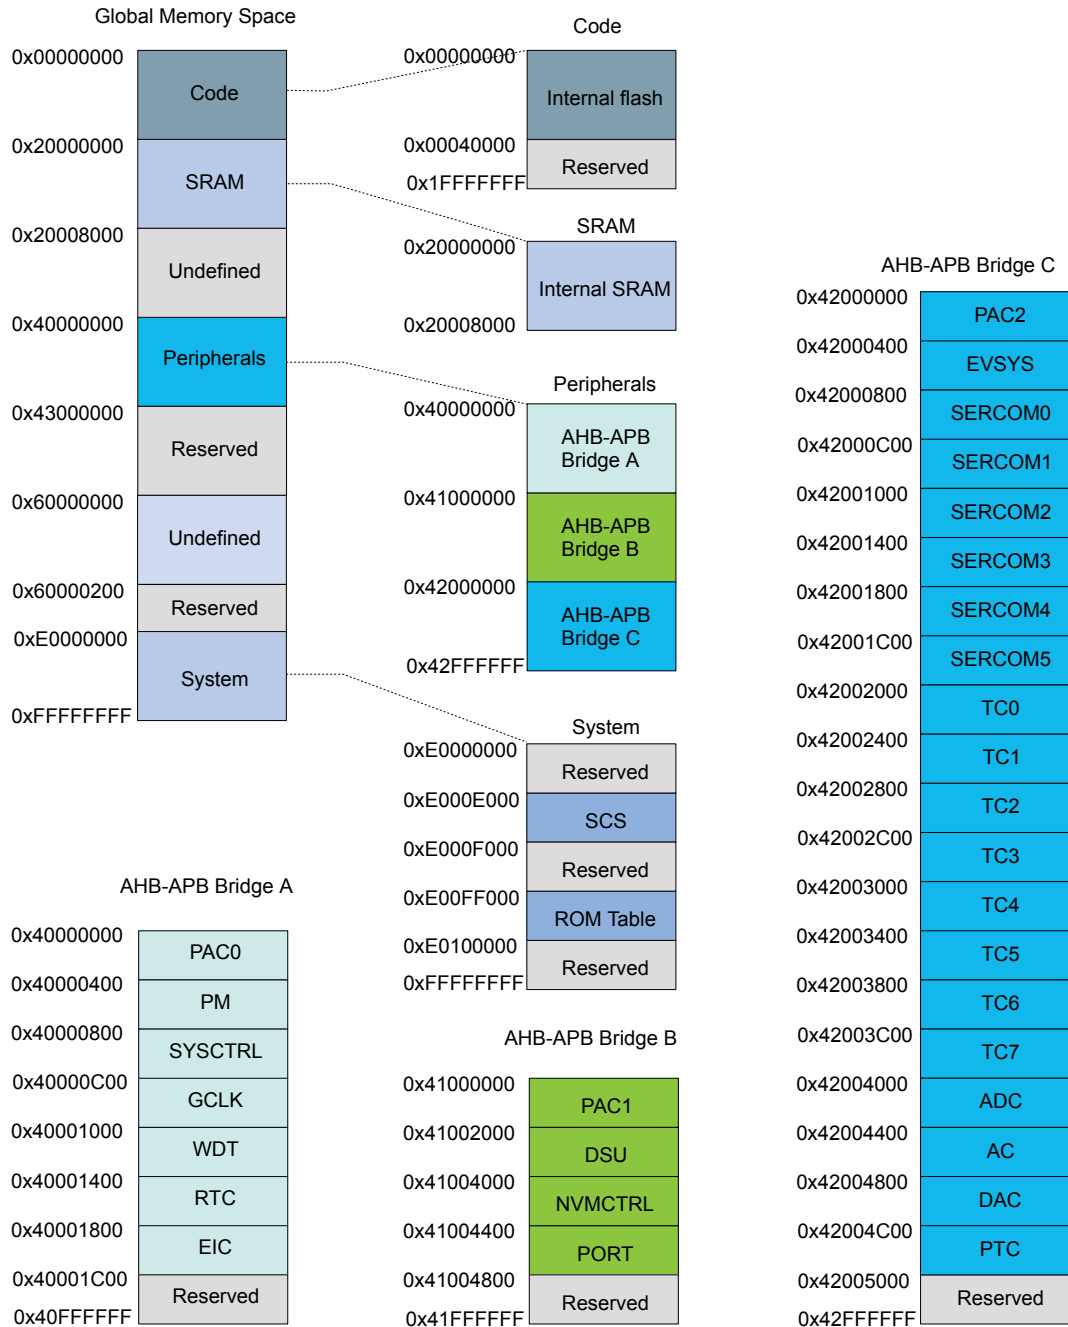 Global Memory Space
0x00000000
Code
0x20000000
SRAM
0x20008000
Undefined
0x40000000
Peripherals
0x43000000
Reserved
0x60000000
Undefined
0x60000200
Reserved
0xE0000000
System
0xFFFFFFFF
Code
0x00000000
Internal flash
0x00040000
Reserved
0x1FFFFFFF
SRAM
0x20000000
Internal SRAM
0x20008000
Peripherals
0x40000000
AHB-APB
Bridge A
0x41000000
AHB-APB
Bridge B
0x42000000
AHB-APB
Bridge C
0x42FFFFFF
System
0xE0000000
Reserved
0xE000E000
SCS
0xE000F000
Reserved
0xE00FF000
ROM Table
0xE0100000
Reserved
0xFFFFFFFF
AHB-APB Bridge A
0x40000000
PAC0
0x40000400
PM
0x40000800
SYSCTRL
0x40000C00
GCLK
0x40001000
WDT
0x40001400
RTC
0x40001800
EIC
0x40001C00
Reserved
0x40FFFFFF
AHB-APB Bridge B
0x41000000
PAC1
0x41002000
DSU
0x41004000
NVMCTRL
0x41004400
PORT
0x41004800
Reserved
0x41FFFFFF
AHB-APB Bridge C
0x42000000
PAC2
0x42000400
EVSYS
0x42000800
SERCOM0
0x42000C00
SERCOM1
0x42001000
SERCOM2
0x42001400
SERCOM3
0x42001800
SERCOM4
0x42001C00
SERCOM5
0x42002000
TC0
0x42002400
TC1
0x42002800
TC2
0x42002C00
TC3
0x42003000
TC4
0x42003400
TC5
0x42003800
TC6
0x42003C00
TC7
0x42004000
ADC
0x42004400
AC
0x42004800
DAC
0x42004C00
PTC
0x42005000
Reserved
0x42FFFFFF